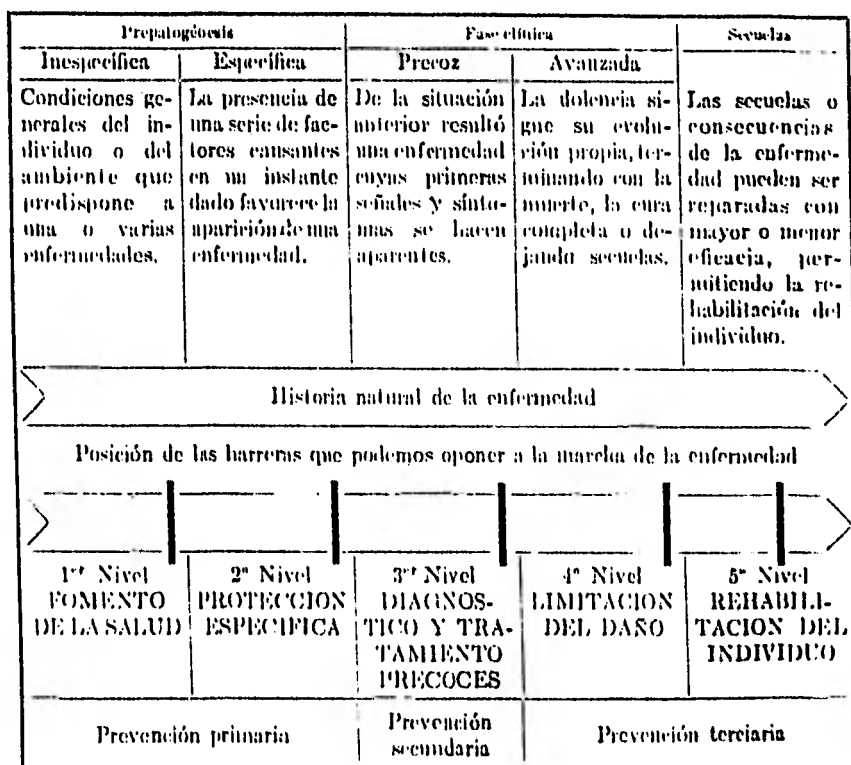 Prepatogénesis
Fase clínica
Secuelas
Inespecífica
Específica
Precoz
Avanzada
Condiciones ge-
nerales del in-
dividuo o del
ambiente que
predispone a
una o varias
enfermedades.
La presencia de
una serie de fac-
tores causantes
en un instante
dado favorece la
aparición de una
enfermedad.
De la situación
anterior resultó
una enfermedad
cuyas primeras
señales y sínto-
mas se hacen
aparentes.
La dolencia si-
gue su evolu-
ción propia, ter-
minando con la
muerte, la cura
completa o de-
jando secuelas.
Las secuelas o
consecuencias
de la enferme-
dad pueden ser
reparadas con
mayor o menor
eficacia, per-
mitiendo la re-
habilitación del
individuo.
Historia natural de la enfermedad
Posición de las barreras que podemos oponer a la marcha de la enfermedad
1er Nivel
FOMENTO
DE LA SALUD
2º Nivel
PROTECCION
ESPECIFICA
3er Nivel
DIAGNOS-
TICO Y TRA-
TAMIENTO
PRECOCES
4º Nivel
LIMITACION
DEL DAÑO
5º Nivel
REHABILI-
TACION DEL
INDIVIDUO
Prevención primaria
Prevención
secundaria
Prevención terciaria